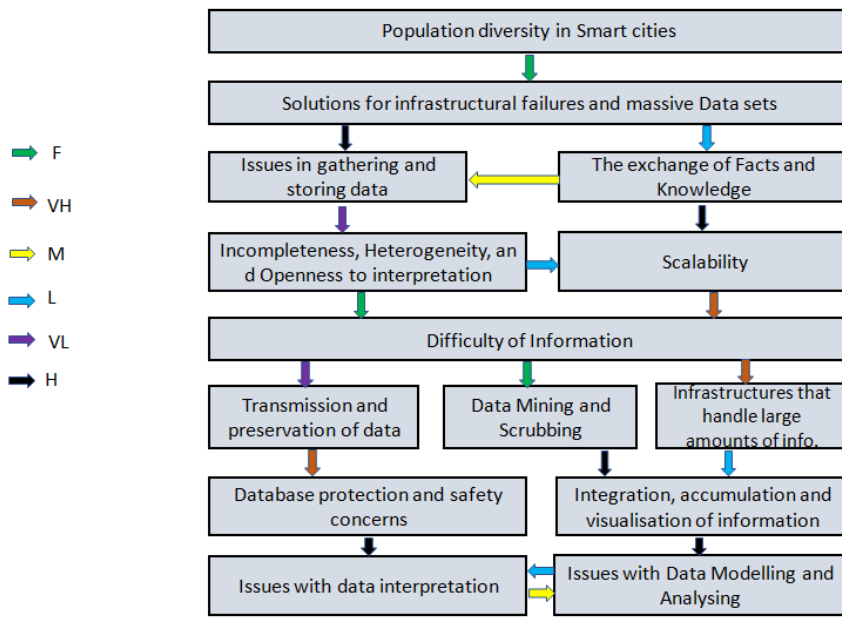 Population diversity in Smart cities
Solutions for infrastructural failures and massive Data sets
F
Issues in gathering and
storing data
The exchange of Facts and
Knowledge
VH
M
Incompleteness, Heterogeneity, an
d Openness to interpretation
Scalability
L
VL
Difficulty of Information
H
Transmission and
preservation of data
Data Mining and
Scrubbing
Infrastructures that
handle large
amounts of info.
Database protection and safety
concerns
Integration, accumulation and
visualisation of information
Issues with data interpretation
Issues with Data Modelling and
Analysing